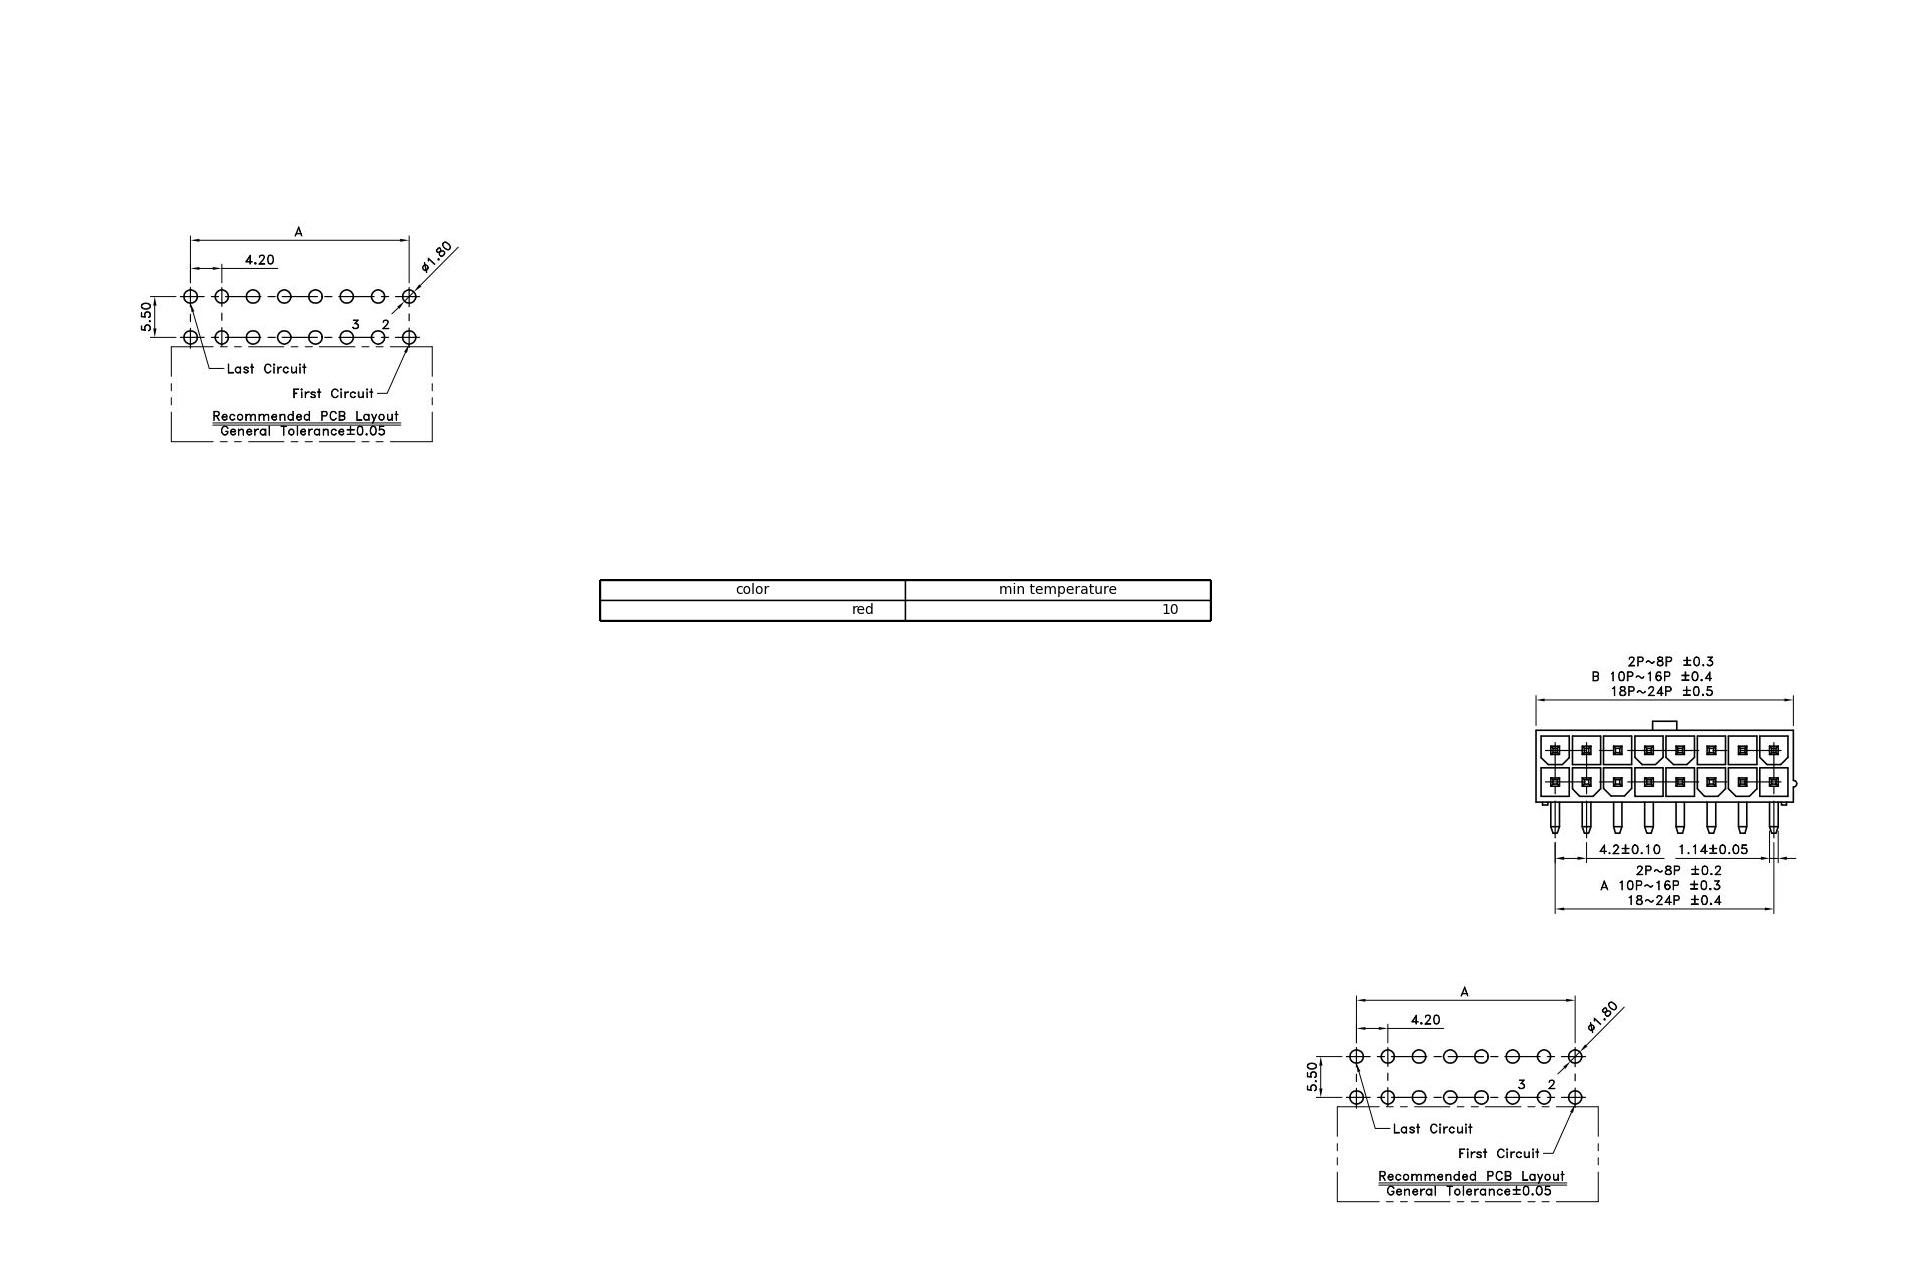 A
4.20
ø1.80
5.50
3 2
Last Circuit
First Circuit
Recommended PCB Layout
General Tolerance±0.05
color min temperature
red 10
2P~8P ±0.3
B 10P~16P ±0.4
18P~24P ±0.5
4.2±0.10 1.14±0.05
2P~8P ±0.2
A 10P~16P ±0.3
18~24P ±0.4
A
4.20
ø1.80
5.50
3 2
Last Circuit
First Circuit
Recommended PCB Layout
General Tolerance±0.05